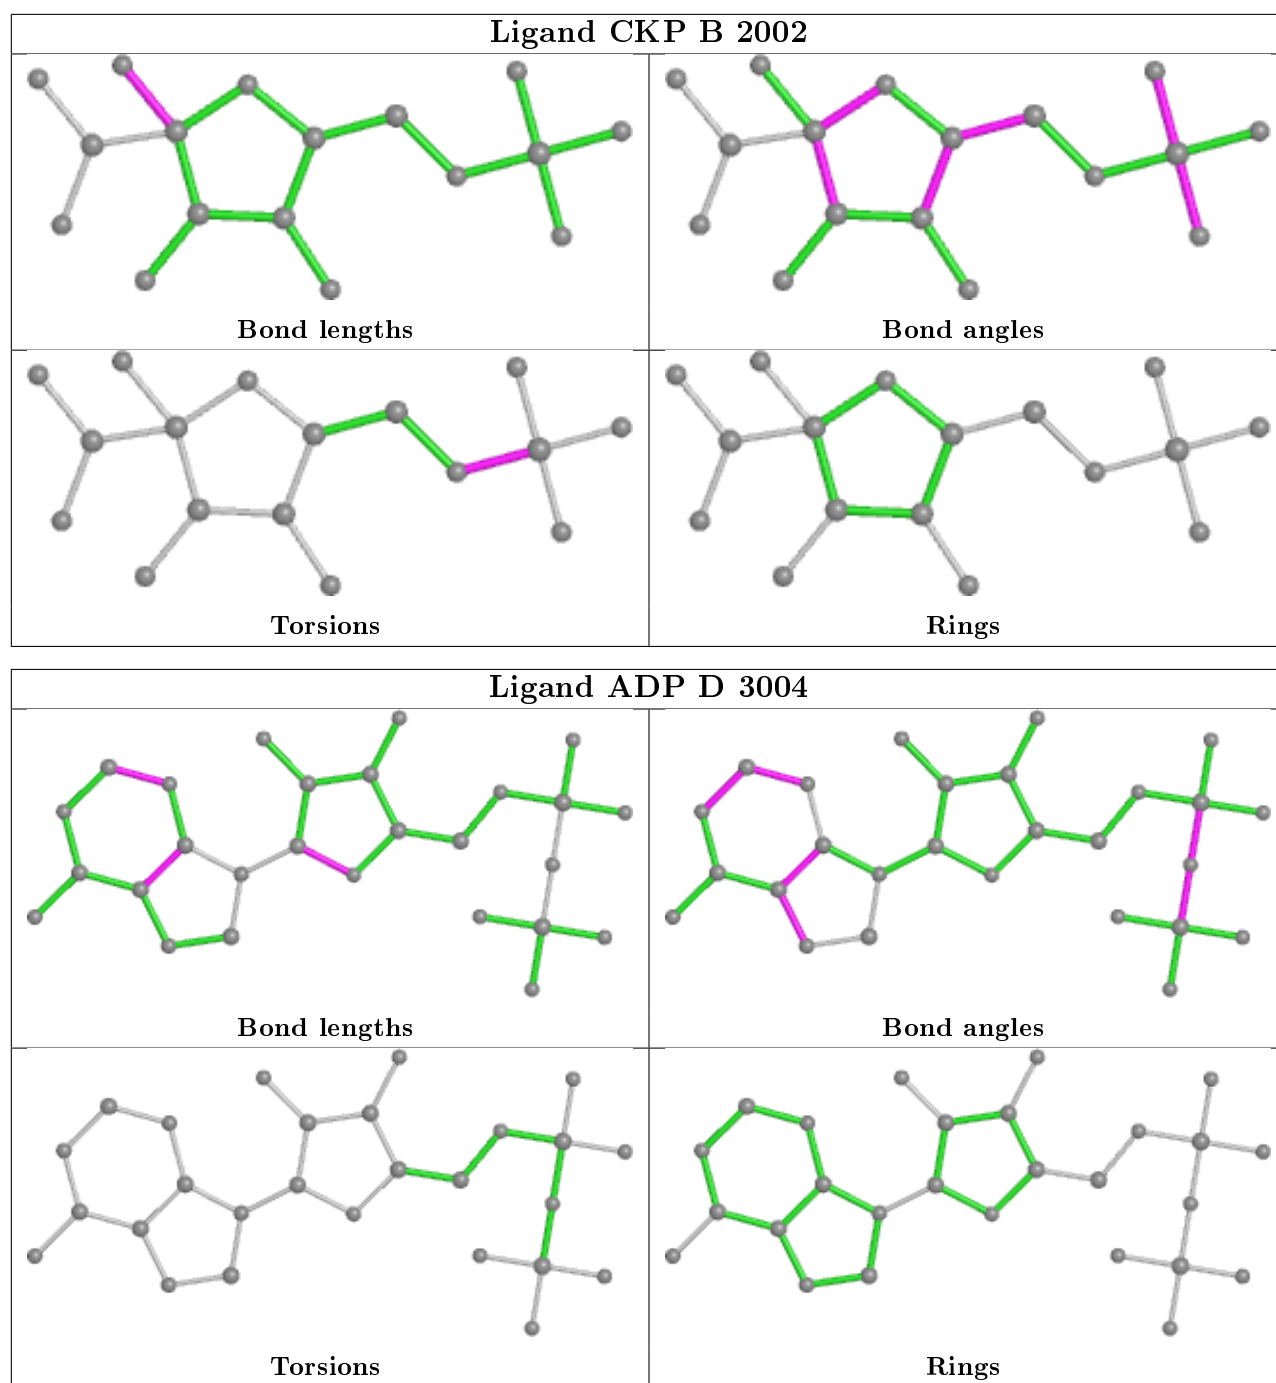 Ligand CKP B 2002
Bond lengths
Bond angles
Torsions
Rings
Ligand ADP D 3004
Bond lengths
Bond angles
Torsions
Rings